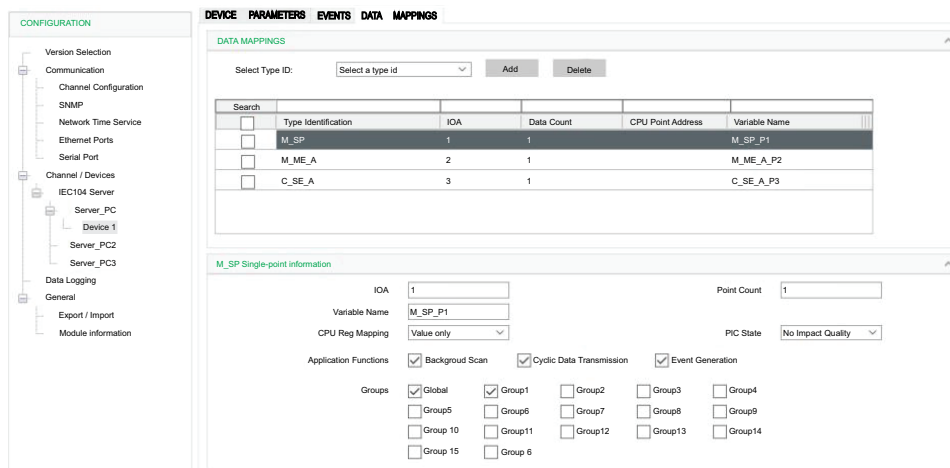 CONFIGURATION
Version Selection
Communication
Channel Configuration
SNMP
Network Time Service
Ethernet Ports
Serial Port
Channel / Devices
IEC104 Server
Server_PC
Device 1
Server_PC2
Server_PC3
Data Logging
General
Export / Import
Module information
DEVICE PARAMETERS EVENTS DATA MAPPINGS
DATA MAPPINGS
Select Type ID: Select a type id Add Delete
Search
Type Identification IOA Data Count CPU Point Address Variable Name
M_SP 1 1 M_SP_P1
M_ME_A 2 1 M_ME_A_P2
C_SE_A 3 1 C_SE_A_P3
M_SP Single-point information
IOA 1 Point Count 1
Variable Name M_SP_P1
CPU Reg Mapping Value only PIC State No Impact Quality
Application Functions Backgroud Scan Cyclic Data Transmission Event Generation
Groups Global Group1 Group2 Group3 Group4
Group5 Group6 Group7 Group8 Group9
Group 10 Group11 Group12 Group13 Group14
Group 15 Group 6